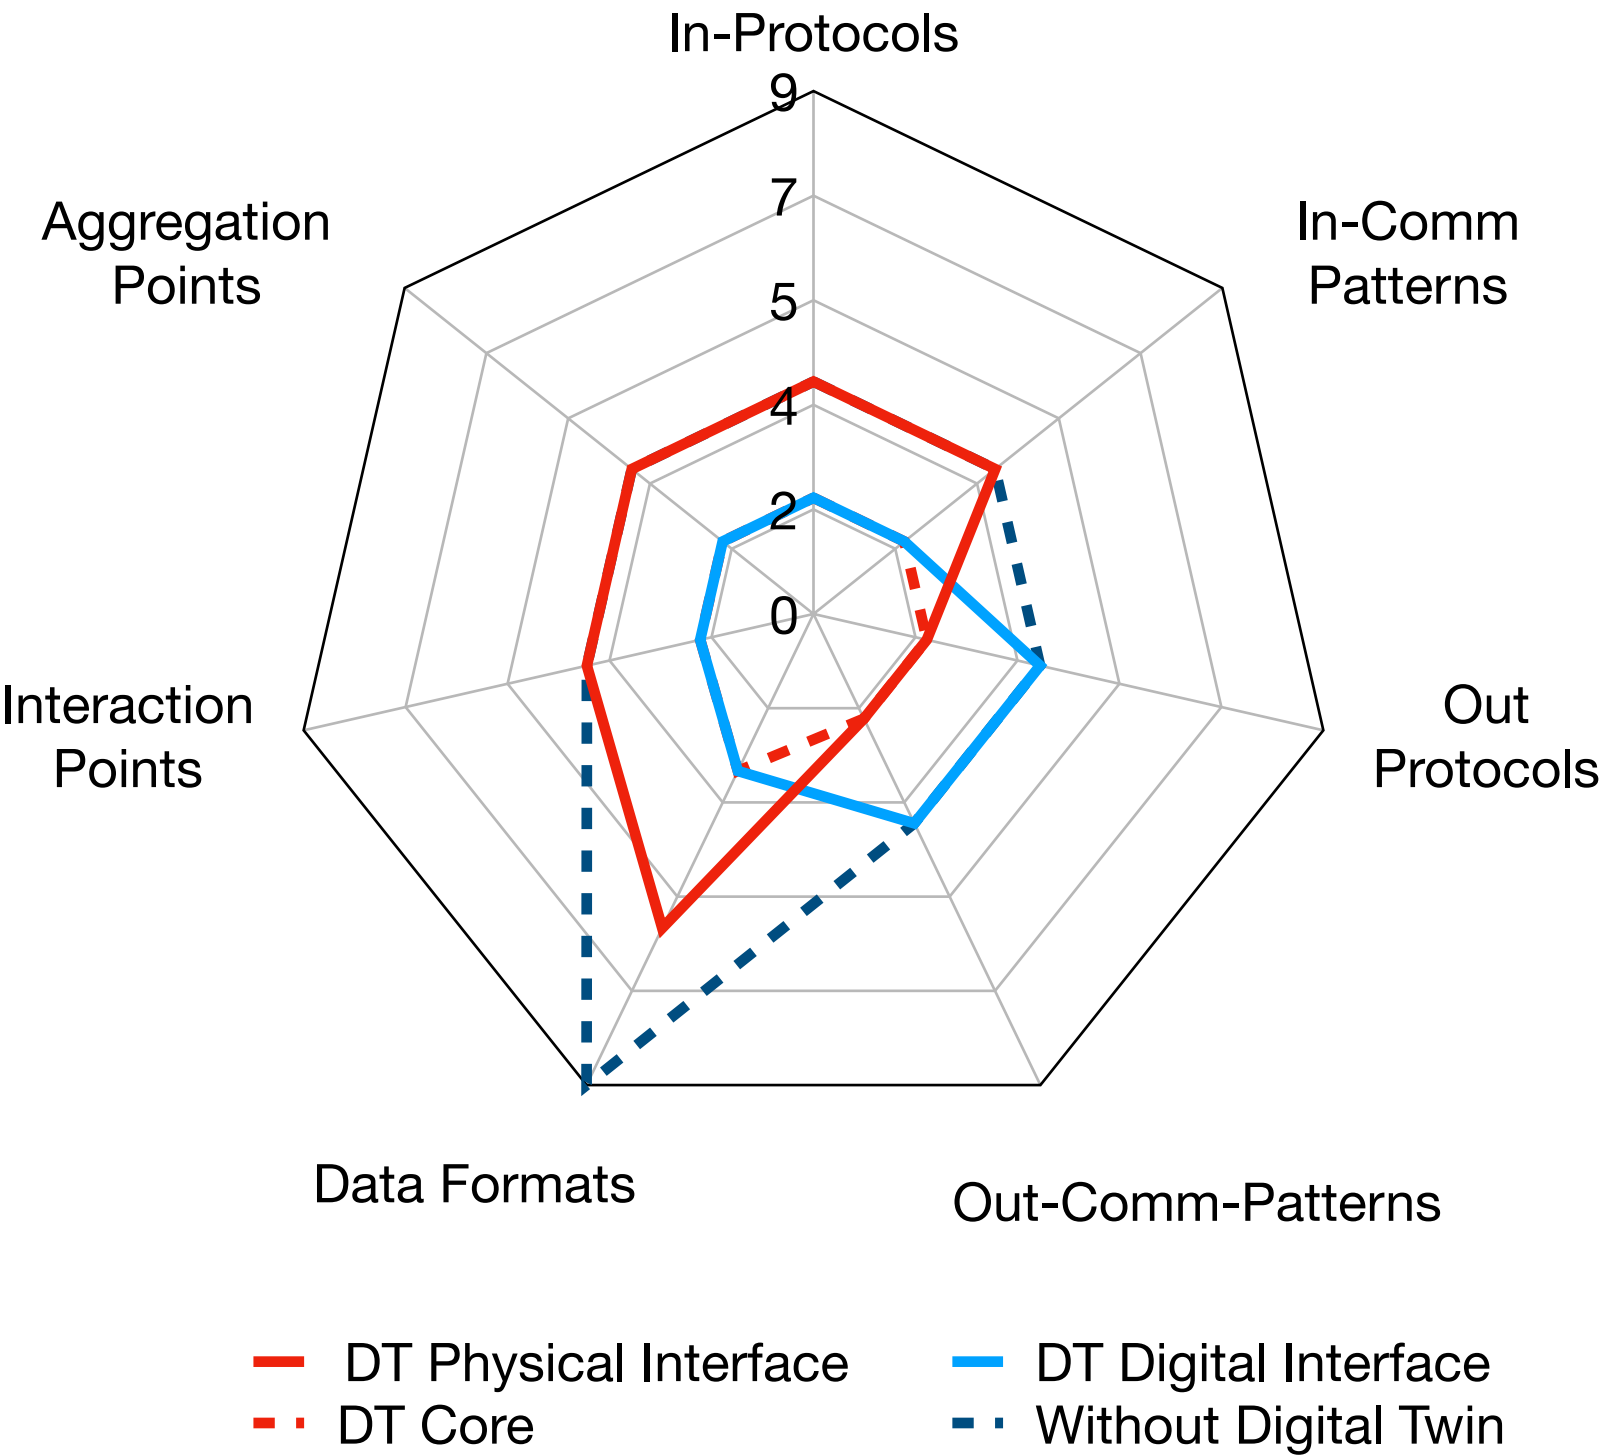 In-Protocols
9
7
5
4
2
0
Aggregation
Points
In-Comm
Patterns
Interaction
Points
Out
Protocols
Data Formats
Out-Comm-Patterns
DT Physical Interface
DT Digital Interface
DT Core
Without Digital Twin